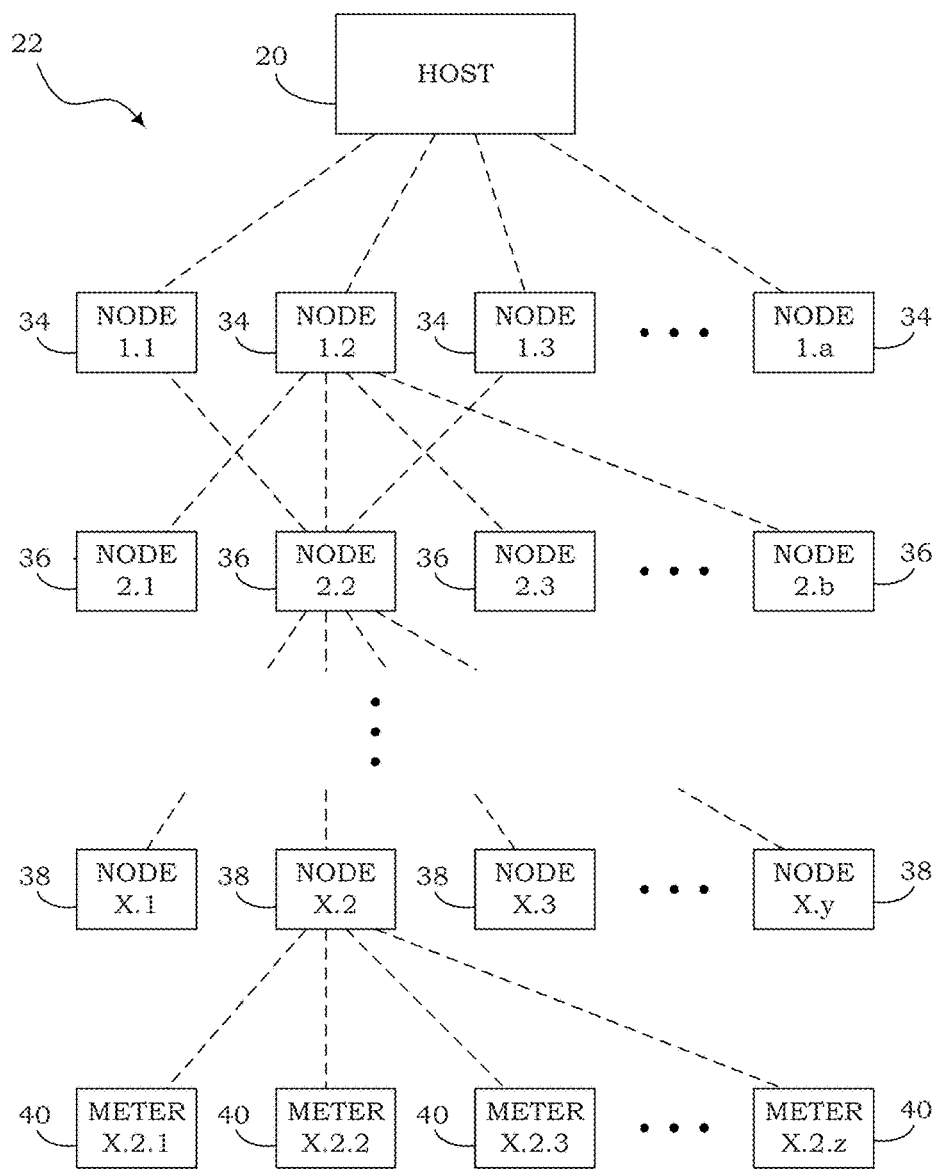 22
20
HOST
34
NODE
1.1
34
NODE
1.2
34
NODE
1.3
NODE
1.a
34
36
NODE
2.1
36
NODE
2.2
36
NODE
2.3
NODE
2.b
36
38
NODE
X.1
38
NODE
X.2
38
NODE
X.3
NODE
X.y
38
40
METER
X.2.1
40
METER
X.2.2
40
METER
X.2.3
METER
X.2.z
40